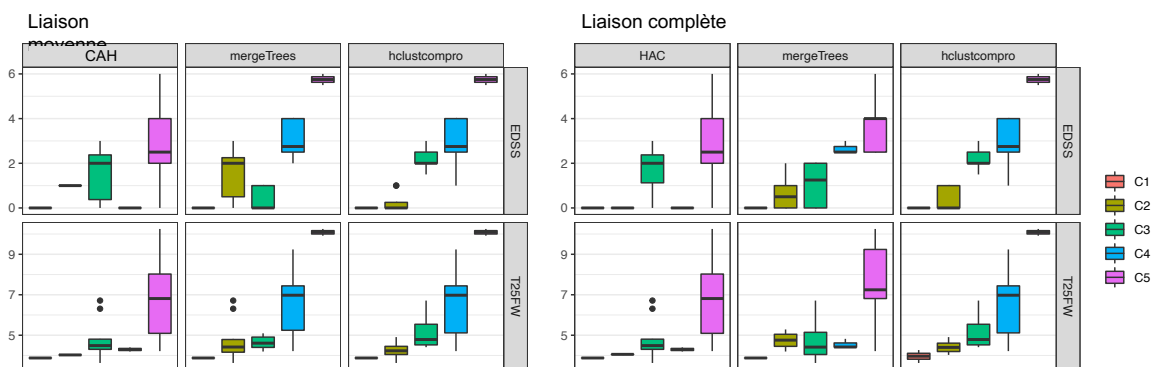 Liaison
moyenne
Liaison complète
CAH
mergeTrees
hclustcompro
HAC
mergeTrees
hclustcompro
6
4
2
0
EDSS
6
4
2
0
EDSS
9
7
5
T25FW
9
7
5
T25FW
C1
C2
C3
C4
C5